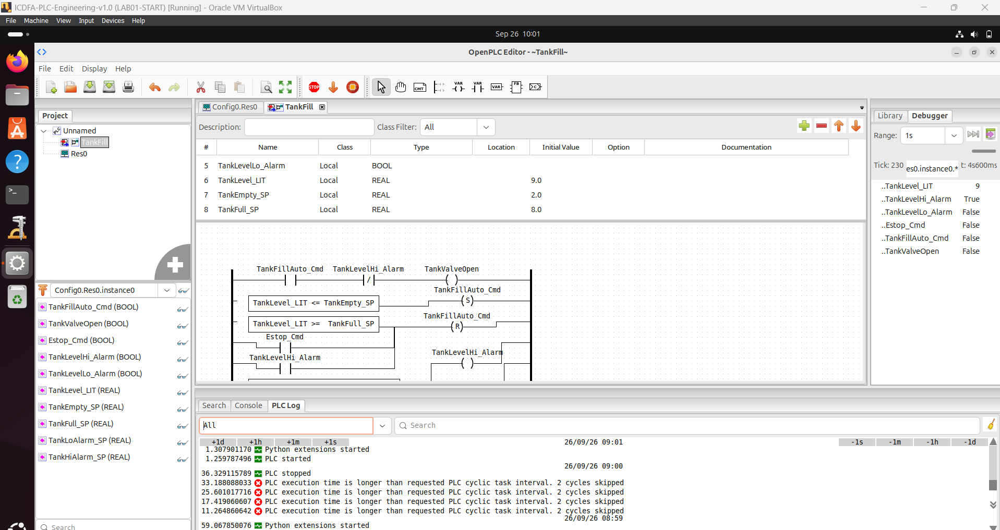 ICDFA-PLC-Engineering-v1.0 (LAB01-START) [Running] - Oracle VM VirtualBox
File Machine View Input Devices Help
Sep 26 10:01
OpenPLC Editor - ~TankFill~
File Edit Display Help
STOP CMT VAR VAR VAR FB C
Project
Unnamed
TankFill
Res0
Config0.Res0 TankFill
Description: Class Filter: All
# Name Class Type Location Initial Value Option Documentation
5 TankLevelLo_Alarm Local BOOL
6 TankLevel_LIT Local REAL 9.0
7 TankEmpty_SP Local REAL 2.0
8 TankFull_SP Local REAL 8.0
Library Debugger
Range: 1s
Tick: 230 es0.instance0.* t: 4s600ms
..TankLevel_LIT 9
..TankLevelHi_Alarm True
..TankLevelLo_Alarm False
..Estop_Cmd False
..TankFillAuto_Cmd False
..TankValveOpen False
TankFillAuto_Cmd TankLevelHi_Alarm TankValveOpen
/
TankFillAuto_Cmd
TankLevel_LIT <= TankEmpty_SP S
TankFillAuto_Cmd
TankLevel_LIT >= TankFull_SP R
Estop_Cmd
TankLevelHi_Alarm
TankLevelHi_Alarm
Config0.Res0.instance0
TankFillAuto_Cmd (BOOL)
TankValveOpen (BOOL)
Estop_Cmd (BOOL)
TankLevelHi_Alarm (BOOL)
TankLevelLo_Alarm (BOOL)
TankLevel_LIT (REAL)
TankEmpty_SP (REAL)
TankFull_SP (REAL)
TankLoAlarm_SP (REAL)
TankHiAlarm_SP (REAL)
Search
Search Console PLC Log
All Search
+1d +1h +1m +1s 26/09/26 09:01 -1s -1m -1h -1d
1.307901170 Python extensions started
1.259787496 PLC started
26/09/26 09:00
36.329115789 PLC stopped
33.188088033 PLC execution time is longer than requested PLC cyclic task interval. 2 cycles skipped
25.601017716 PLC execution time is longer than requested PLC cyclic task interval. 2 cycles skipped
17.419060607 PLC execution time is longer than requested PLC cyclic task interval. 2 cycles skipped
11.264860642 PLC execution time is longer than requested PLC cyclic task interval. 2 cycles skipped
26/09/26 08:59
59.067850076 Python extensions started